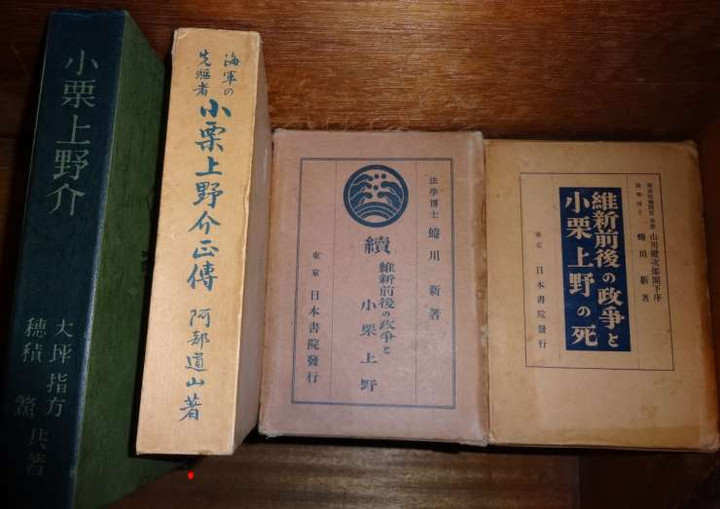 小栗上野介
大坪指方
穂積 驚 共著
海軍の
先驅者
小栗上野介正傳 阿部道山著
法學博士 蜷川 新著
續
維新前後の政爭と
小栗上野
東京 日本書院發行
山川健次郎閣下序
法學博士 蜷川 新著
維新前後の政爭と
小栗上野の死
東京 日本書院發行